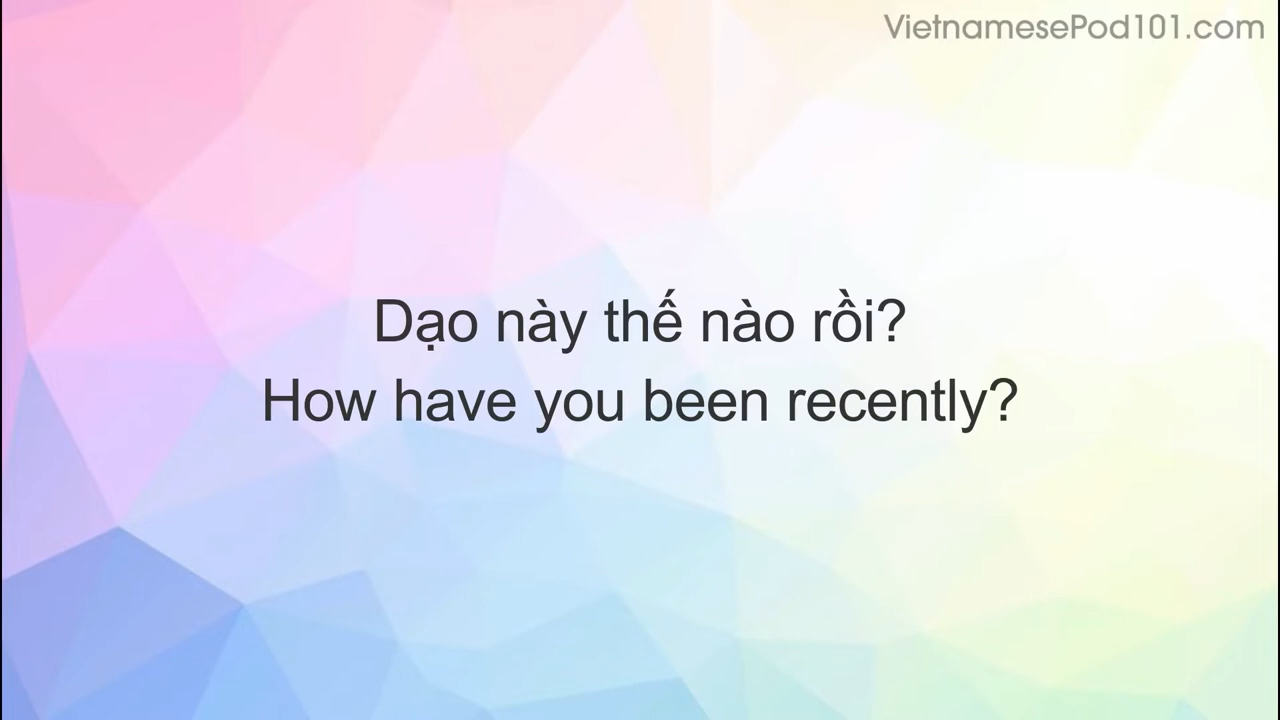 VietnamesePod101.com
Dạo này thế nào rồi?
How have you been recently?